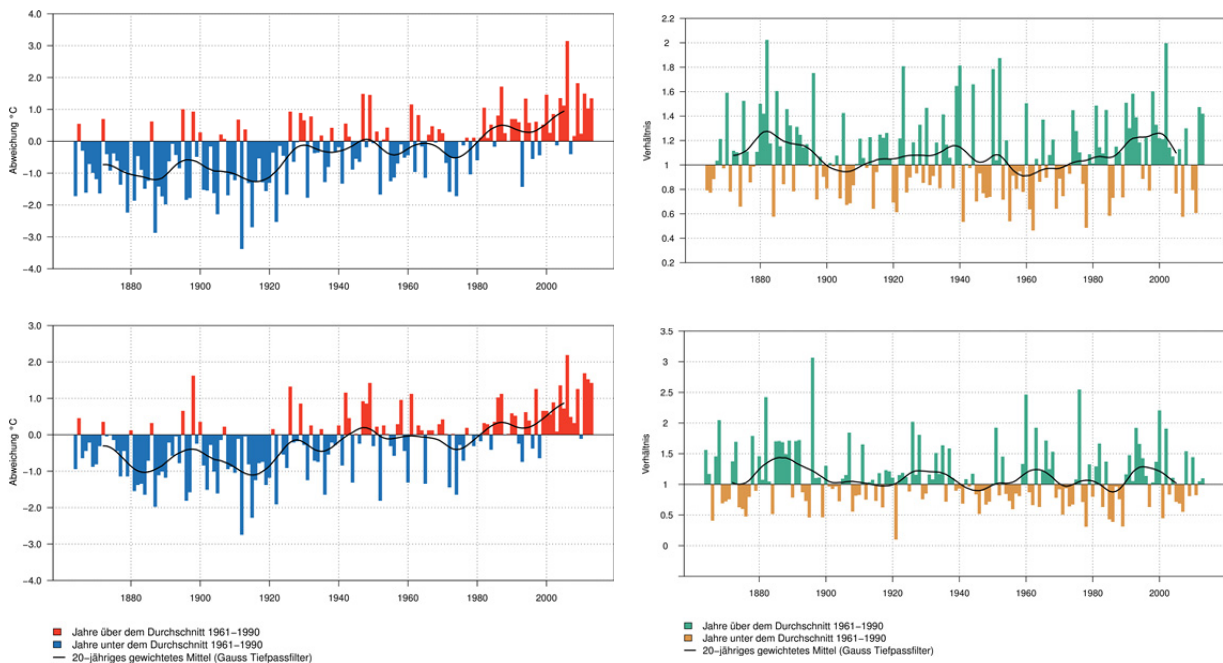 4.0
3.0
2.0
1.0
0.0
−1.0
−2.0
−3.0
−4.0
Abweichung °C
1880 1900 1920 1940 1960 1980 2000
2.2
2
1.8
1.6
1.4
1.2
1
0.8
0.6
0.4
0.2
Verhältnis
1880 1900 1920 1940 1960 1980 2000
3.0
2.0
1.0
0.0
−1.0
−2.0
−3.0
−4.0
Abweichung °C
1880 1900 1920 1940 1960 1980 2000
Jahre über dem Durchschnitt 1961−1990
Jahre unter dem Durchschnitt 1961−1990
20−jähriges gewichtetes Mittel (Gauss Tiefpassfilter)
3.5
3
2.5
2
1.5
1
0.5
0
Verhältnis
1880 1900 1920 1940 1960 1980 2000
Jahre über dem Durchschnitt 1961−1990
Jahre unter dem Durchschnitt 1961−1990
20−jähriges gewichtetes Mittel (Gauss Tiefpassfilter)